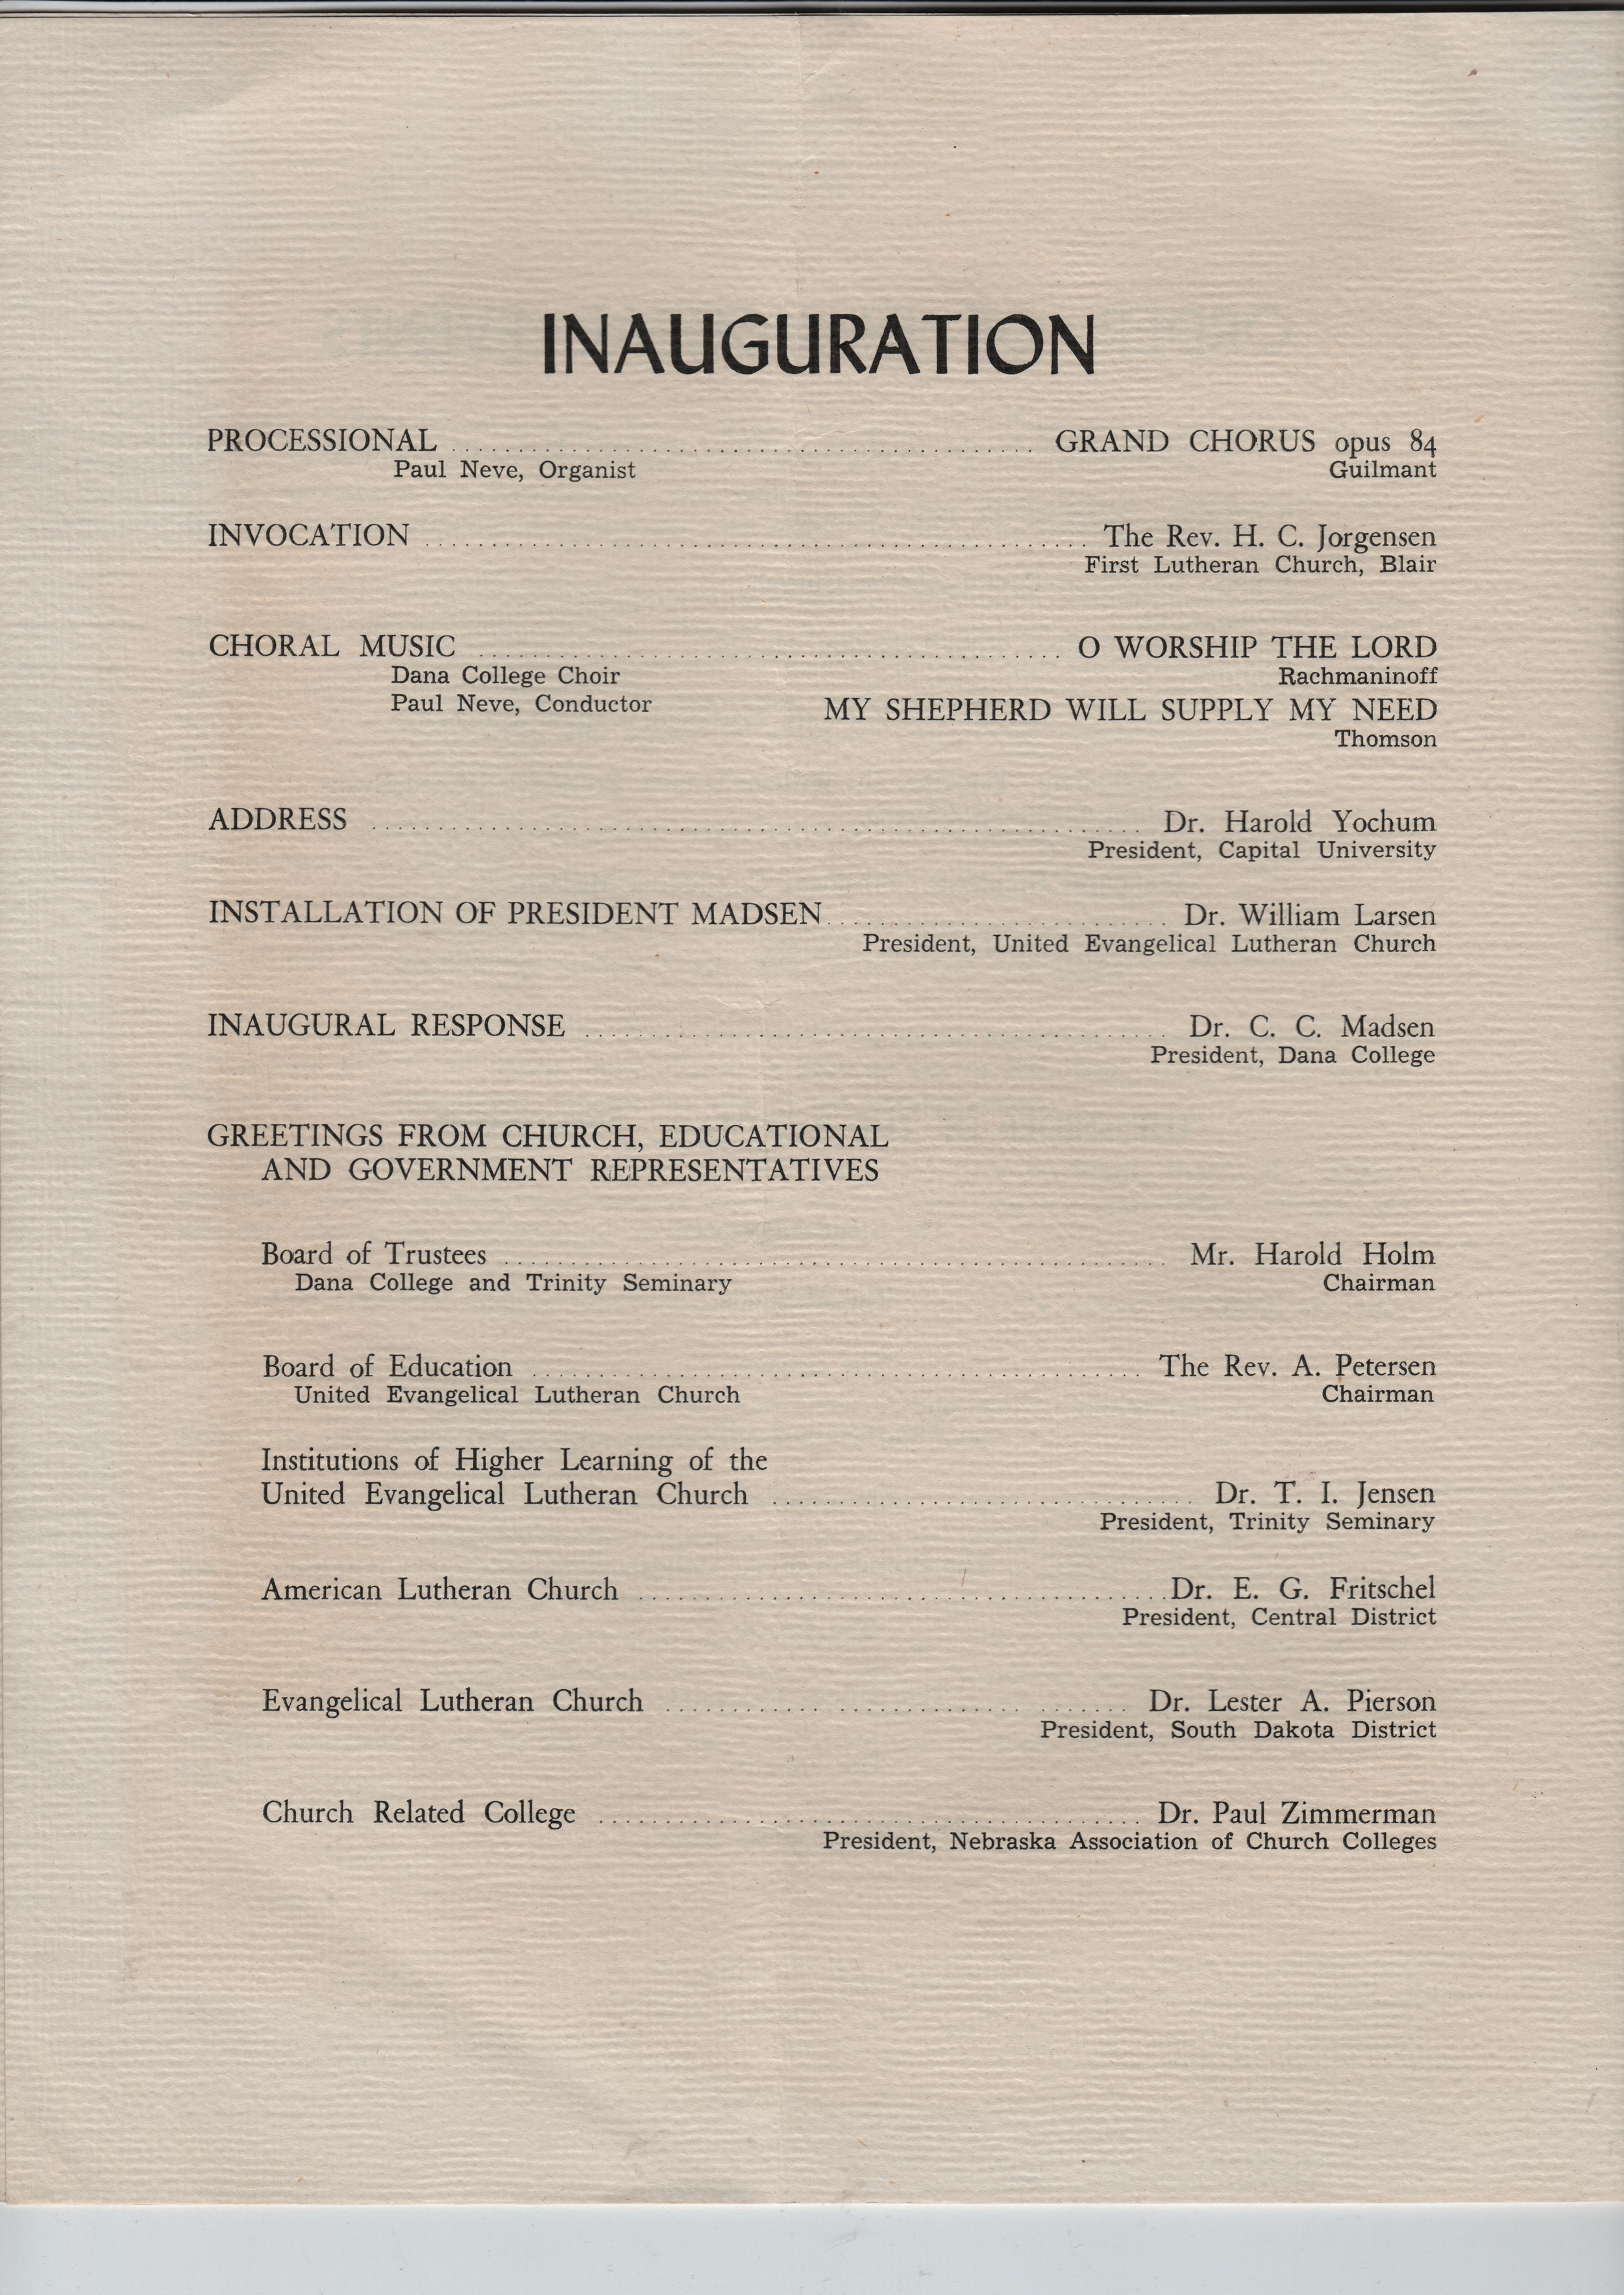 INAUGURATION
PROCESSIONAL ........ GRAND CHORUS opus 84
Paul Neve, Organist Guilmant
INVOCATION ........ The Rev. H. C. Jorgensen
First Lutheran Church, Blair
CHORAL MUSIC ........ O WORSHIP THE LORD
Dana College Choir Rachmaninoff
Paul Neve, Conductor MY SHEPHERD WILL SUPPLY MY NEED
Thomson
ADDRESS ........ Dr. Harold Yochum
President, Capital University
INSTALLATION OF PRESIDENT MADSEN ........ Dr. William Larsen
President, United Evangelical Lutheran Church
INAUGURAL RESPONSE ........ Dr. C. C. Madsen
President, Dana College
GREETINGS FROM CHURCH, EDUCATIONAL
AND GOVERNMENT REPRESENTATIVES
Board of Trustees ........ Mr. Harold Holm
Dana College and Trinity Seminary Chairman
Board of Education ........ The Rev. A. Petersen
United Evangelical Lutheran Church Chairman
Institutions of Higher Learning of the
United Evangelical Lutheran Church ........ Dr. T. I. Jensen
President, Trinity Seminary
American Lutheran Church ........ Dr. E. G. Fritschel
President, Central District
Evangelical Lutheran Church ........ Dr. Lester A. Pierson
President, South Dakota District
Church Related College ........ Dr. Paul Zimmerman
President, Nebraska Association of Church Colleges